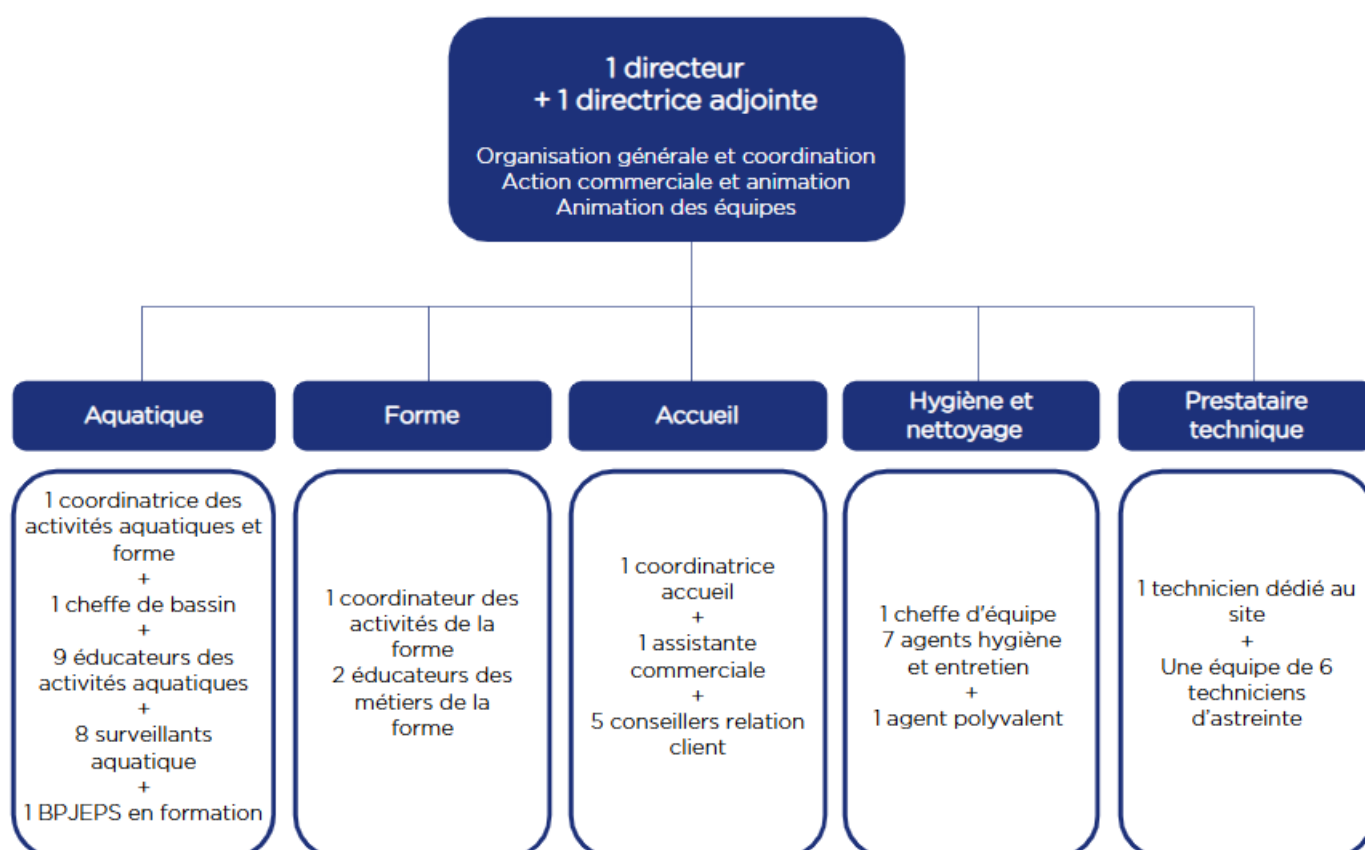 1 directeur
+ 1 directrice adjointe
Organisation générale et coordination
Action commerciale et animation
Animation des équipes
Aquatique
1 coordinatrice des
activités aquatiques et
forme
+
1 cheffe de bassin
+
9 éducateurs des
activités aquatiques
+
8 surveillants
aquatique
+
1 BPJEPS en formation
Forme
1 coordinateur des
activités de la
forme
2 éducateurs des
métiers de la
forme
Accueil
1 coordinatrice
accueil
+
1 assistante
commerciale
+
5 conseillers relation
client
Hygiène et
nettoyage
1 cheffe d'équipe
7 agents hygiène
et entretien
+
1 agent polyvalent
Prestataire
technique
1 technicien dédié au
site
+
Une équipe de 6
techniciens
d'astreinte